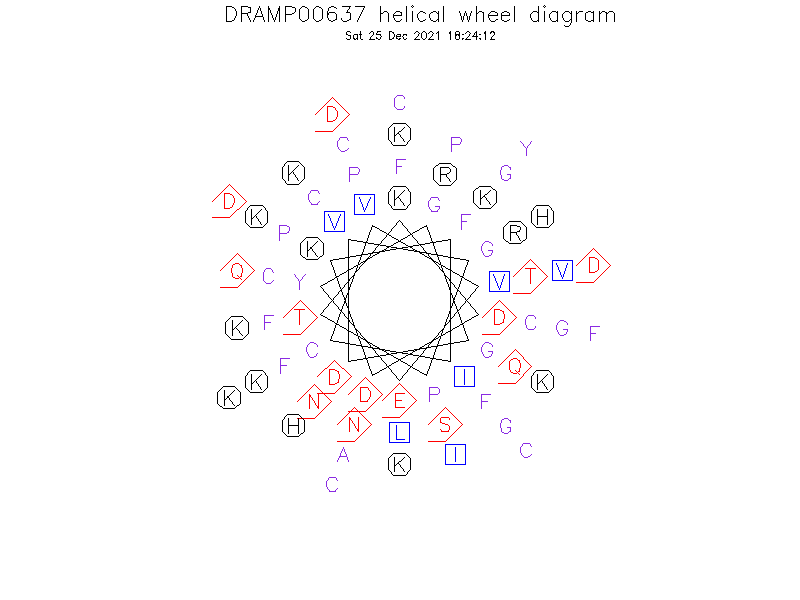 DRAMP00637 helical wheel diagram
Sat 25 Dec 2021 18:24:12
C
D
K
C P Y
F
K P R G
D C K K
V G
K V F H
P R
K G
Q C Y V T V D
K F T D C G F
C G
F Q
K D I K
K N D E P F
H N L S G
A I C
K
C